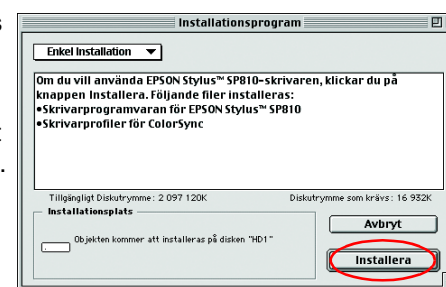 Installationsprogram
Enkel Installation
Om du vill använda EPSON Stylus™ SP810-skrivaren, klickar du på
knappen Installera. Följande filer installeras:
•Skrivarprogramvaran för EPSON Stylus™ SP810
•Skrivarprofiler för ColorSync
Tillgängligt Diskutrymme: 2 097 120K Diskutrymme som krävs: 16 932K
Installationsplats
Objekten kommer att installeras på disken "HD1"
Avbryt
Installera